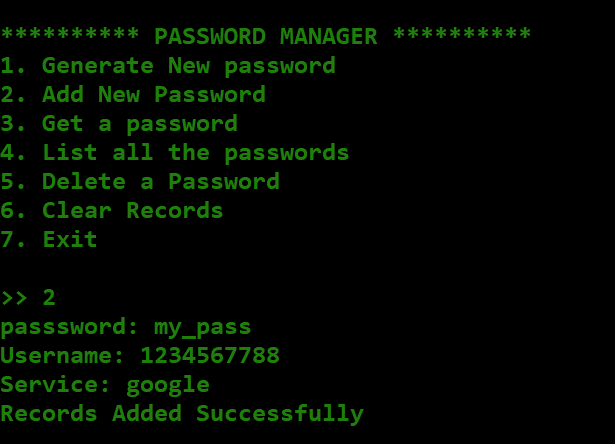 ********** PASSWORD MANAGER **********
1. Generate New password
2. Add New Password
3. Get a password
4. List all the passwords
5. Delete a Password
6. Clear Records
7. Exit
>> 2
passsword: my_pass
Username: 1234567788
Service: google
Records Added Successfully